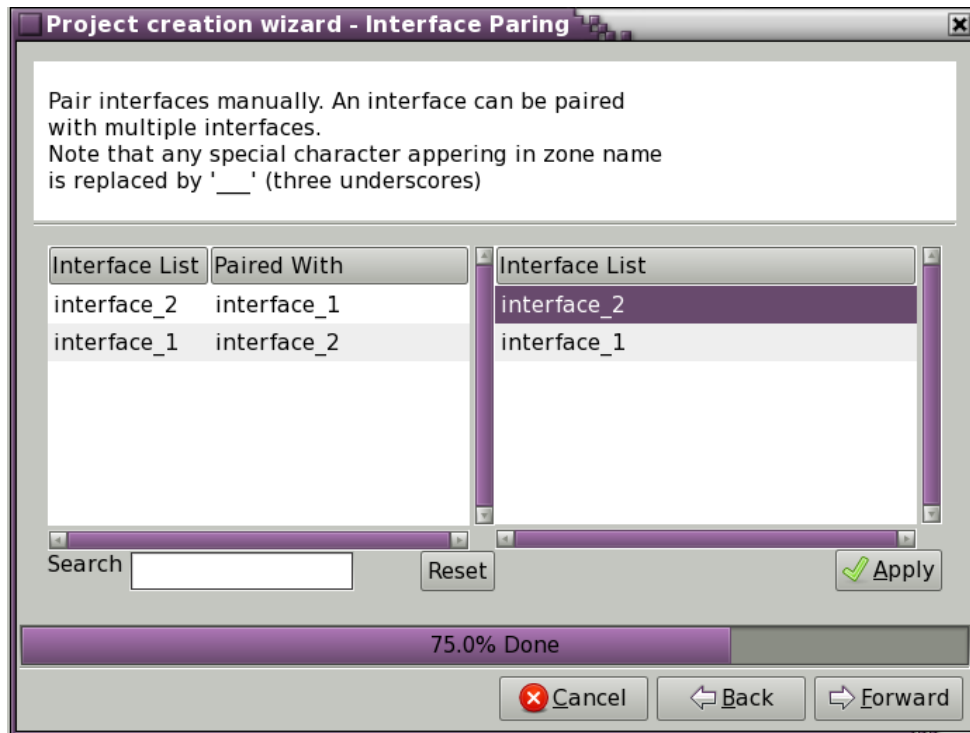 Project creation wizard - Interface Paring
Pair interfaces manually. An interface can be paired
with multiple interfaces.
Note that any special character appering in zone name
is replaced by '___' (three underscores)
Interface List Paired With
interface_2 interface_1
interface_1 interface_2
Interface List
interface_2
interface_1
Search
Reset
Apply
75.0% Done
Cancel
Back
Forward